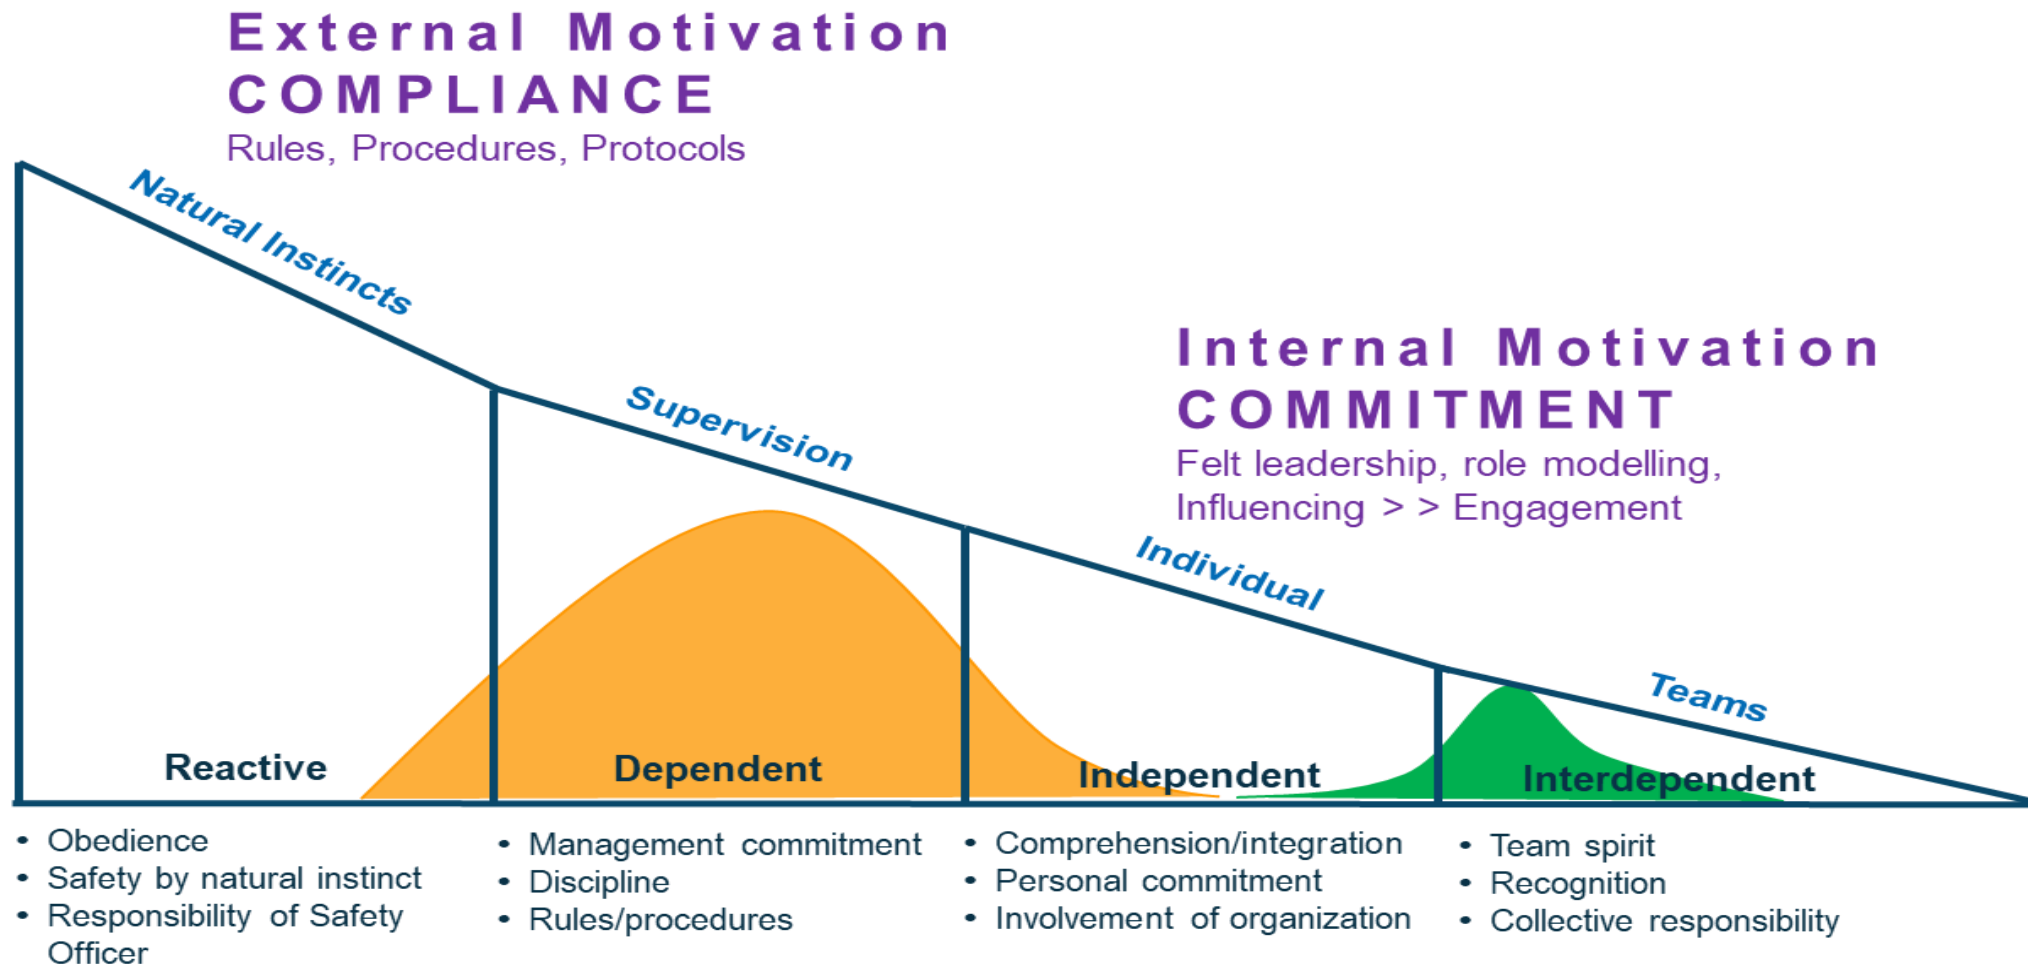 External Motivation
COMPLIANCE
Rules, Procedures, Protocols
Natural Instincts
Supervision
Internal Motivation
COMMITMENT
Felt leadership, role modelling,
Influencing > > Engagement
Individual
Teams
Reactive
Dependent
Independent
Interdependent
• Obedience
• Safety by natural instinct
• Responsibility of Safety
Officer
• Management commitment
• Discipline
• Rules/procedures
• Comprehension/integration
• Personal commitment
• Involvement of organization
• Team spirit
• Recognition
• Collective responsibility